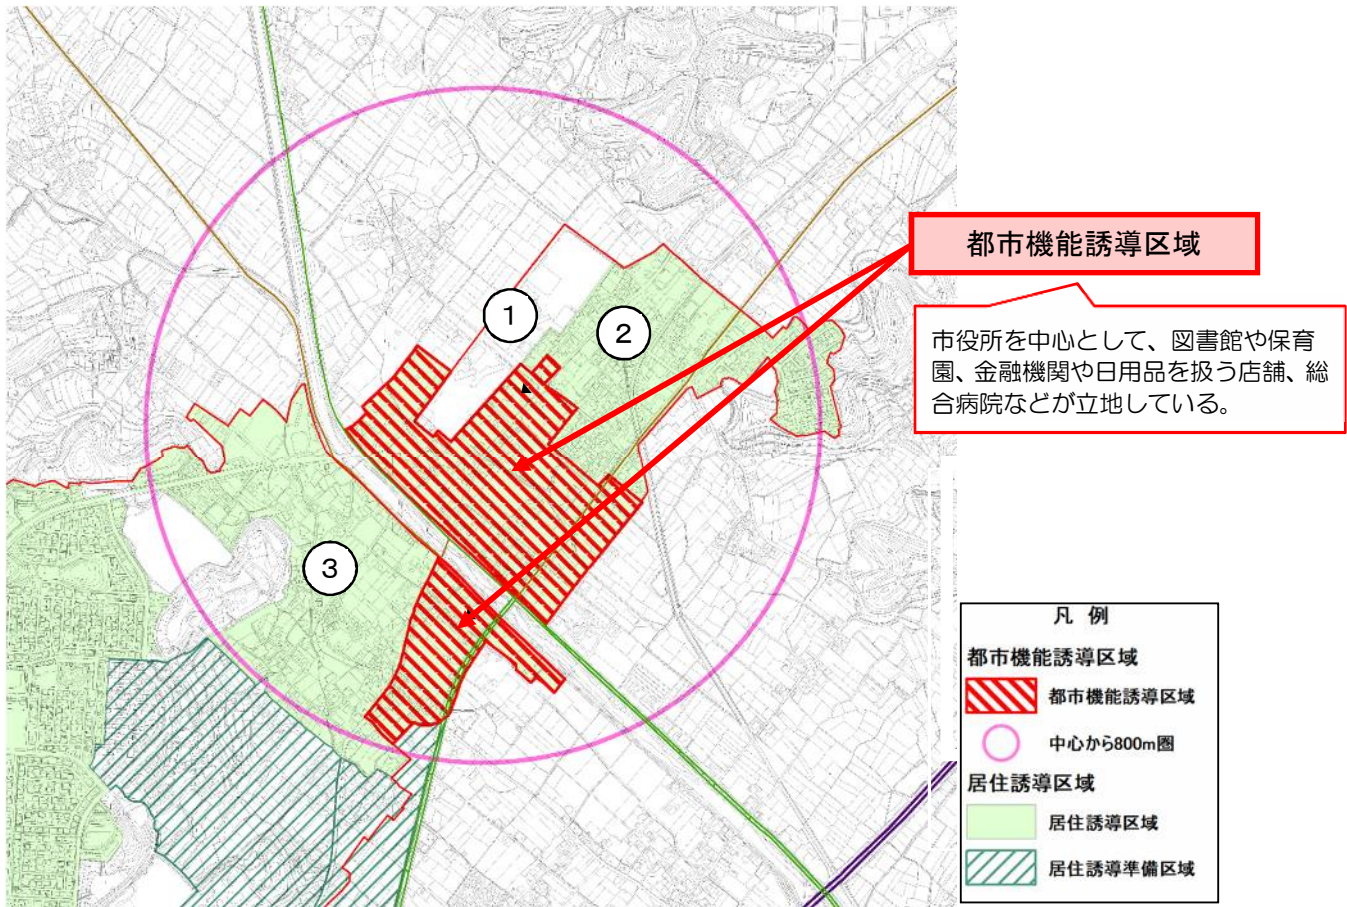 都市機能誘導区域
市役所を中心として、図書館や保育
園、金融機関や日用品を扱う店舗、総
合病院などが立地している。
1
2
3
凡 例
都市機能誘導区域
都市機能誘導区域
中心から800m圏
居住誘導区域
居住誘導区域
居住誘導準備区域